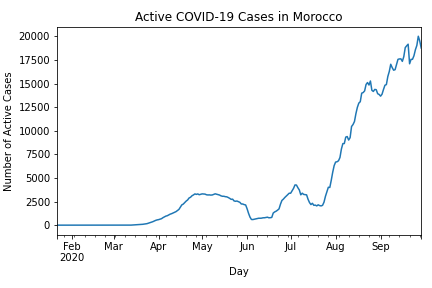 Active COVID-19 Cases in Morocco
Number of Active Cases
20000
17500
15000
12500
10000
7500
5000
2500
0
Feb Mar Apr May Jun Jul Aug Sep
2020
Day